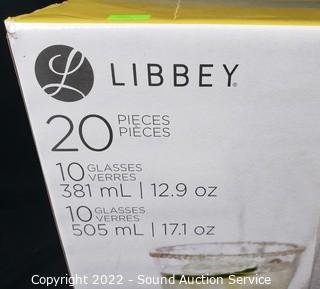 L LIBBEY®
20 PIECES
PIÈCES
10 GLASSES
VERRES
381 mL | 12.9 oz
10 GLASSES
VERRES
505 mL | 17.1 oz
Copyright 2022 - Sound Auction Service